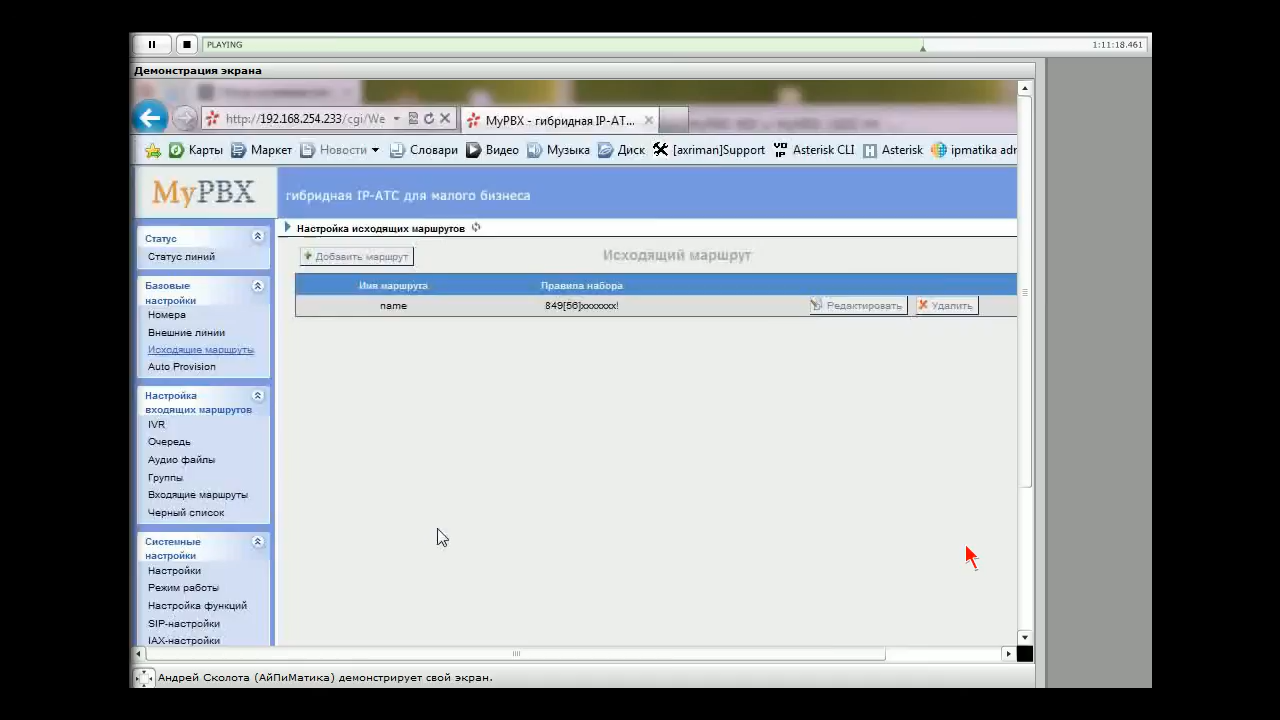 PLAYING
1:11:18.461
Демонстрация экрана
http://192.168.254.233/cgi/We
MyPBX - гибридная IP-АТ...
Карты
Маркет
Новости
Словари
Видео
Музыка
Диск
[axriman]Support
Asterisk CLI
Asterisk
ipmatika adr
MyPBX
гибридная IP-АТС для малого бизнеса
Статус
Статус линий
Базовые
настройки
Номера
Внешние линии
Исходящие маршруты
Auto Provision
Настройка
входящих маршрутов
IVR
Очередь
Аудио файлы
Группы
Входящие маршруты
Черный список
Системные
настройки
Настройки
Режим работы
Настройка функций
SIP-настройки
IAX-настройки
Настройка исходящих маршрутов
Добавить маршрут
Исходящий маршрут
Имя маршрута
Правила набора
name
849[56]xxxxxxx!
Редактировать
Удалить
Андрей Сколота (АйПиМатика) демонстрирует свой экран.